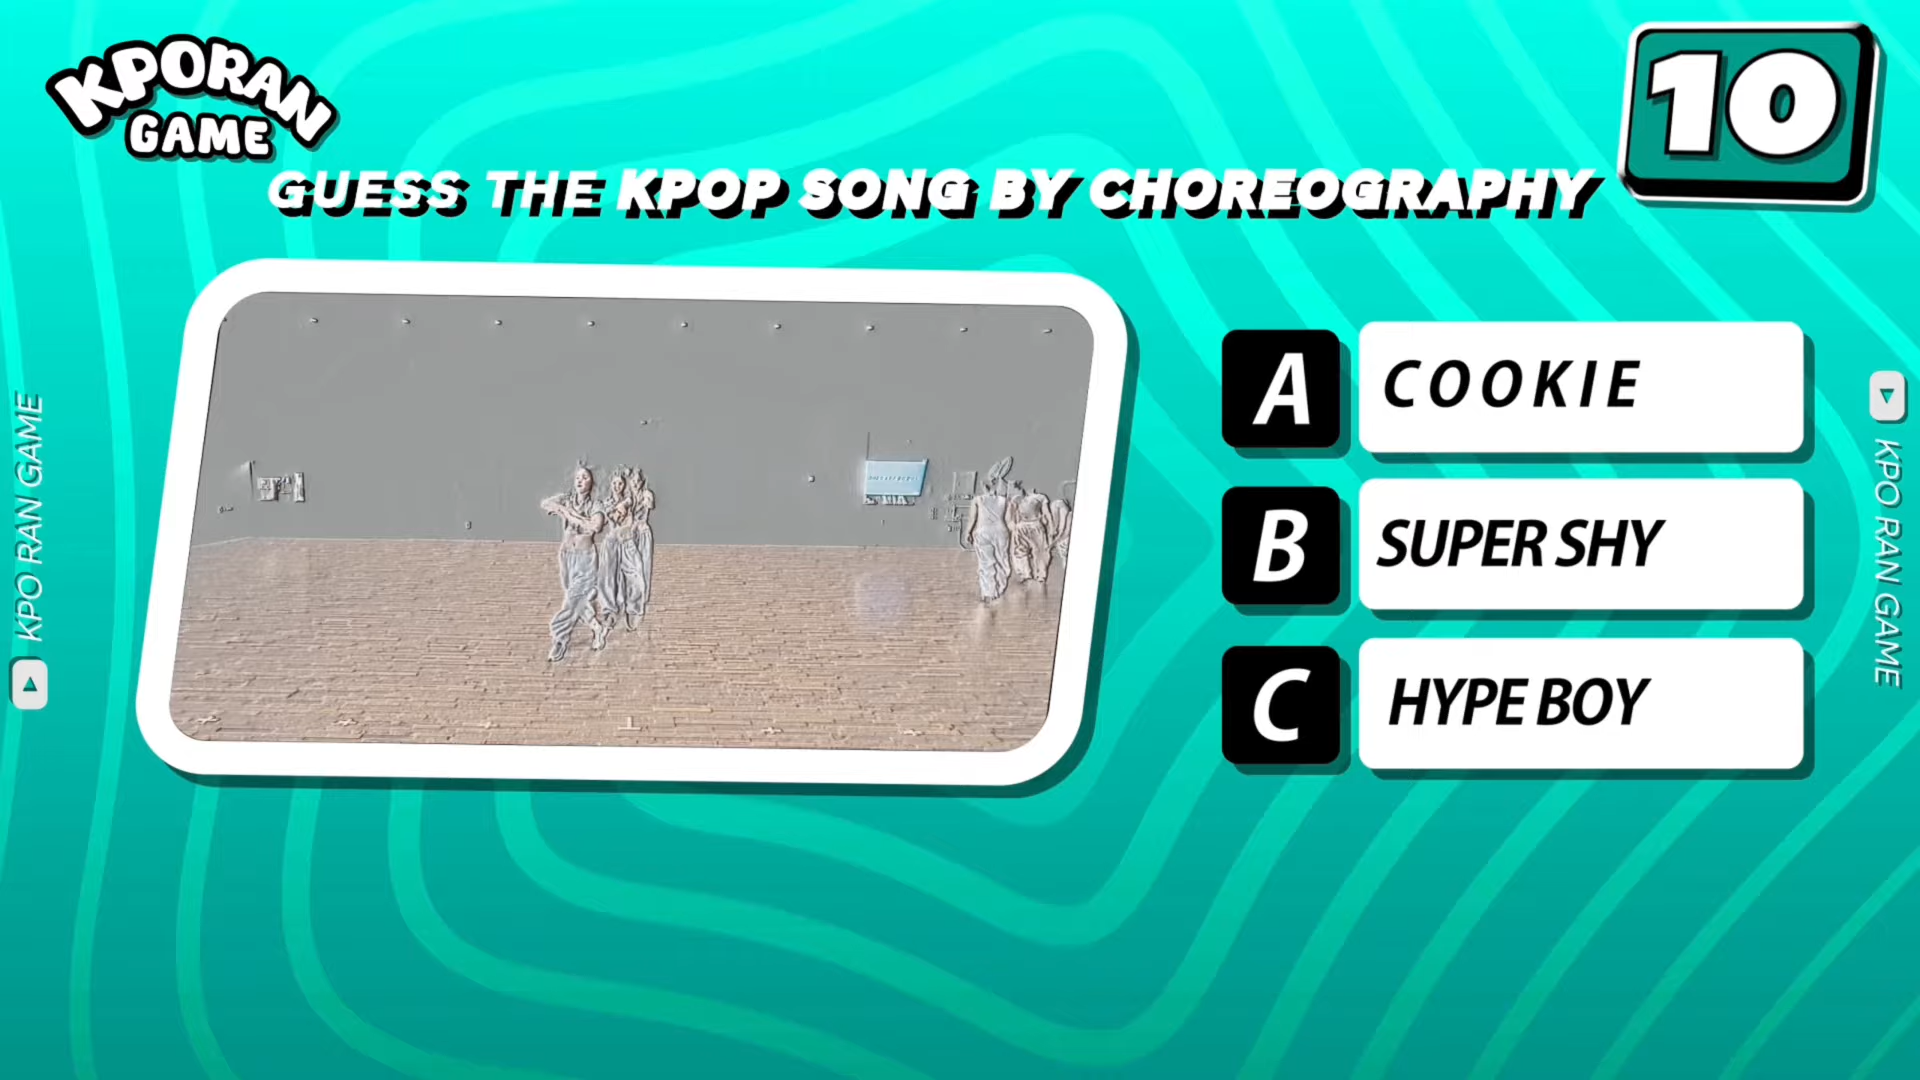 KPORAN
GAME
10
GUESS THE KPOP SONG BY CHOREOGRAPHY
A
COOKIE
B
SUPER SHY
C
HYPE BOY
KPO RAN GAME
KPO RAN GAME